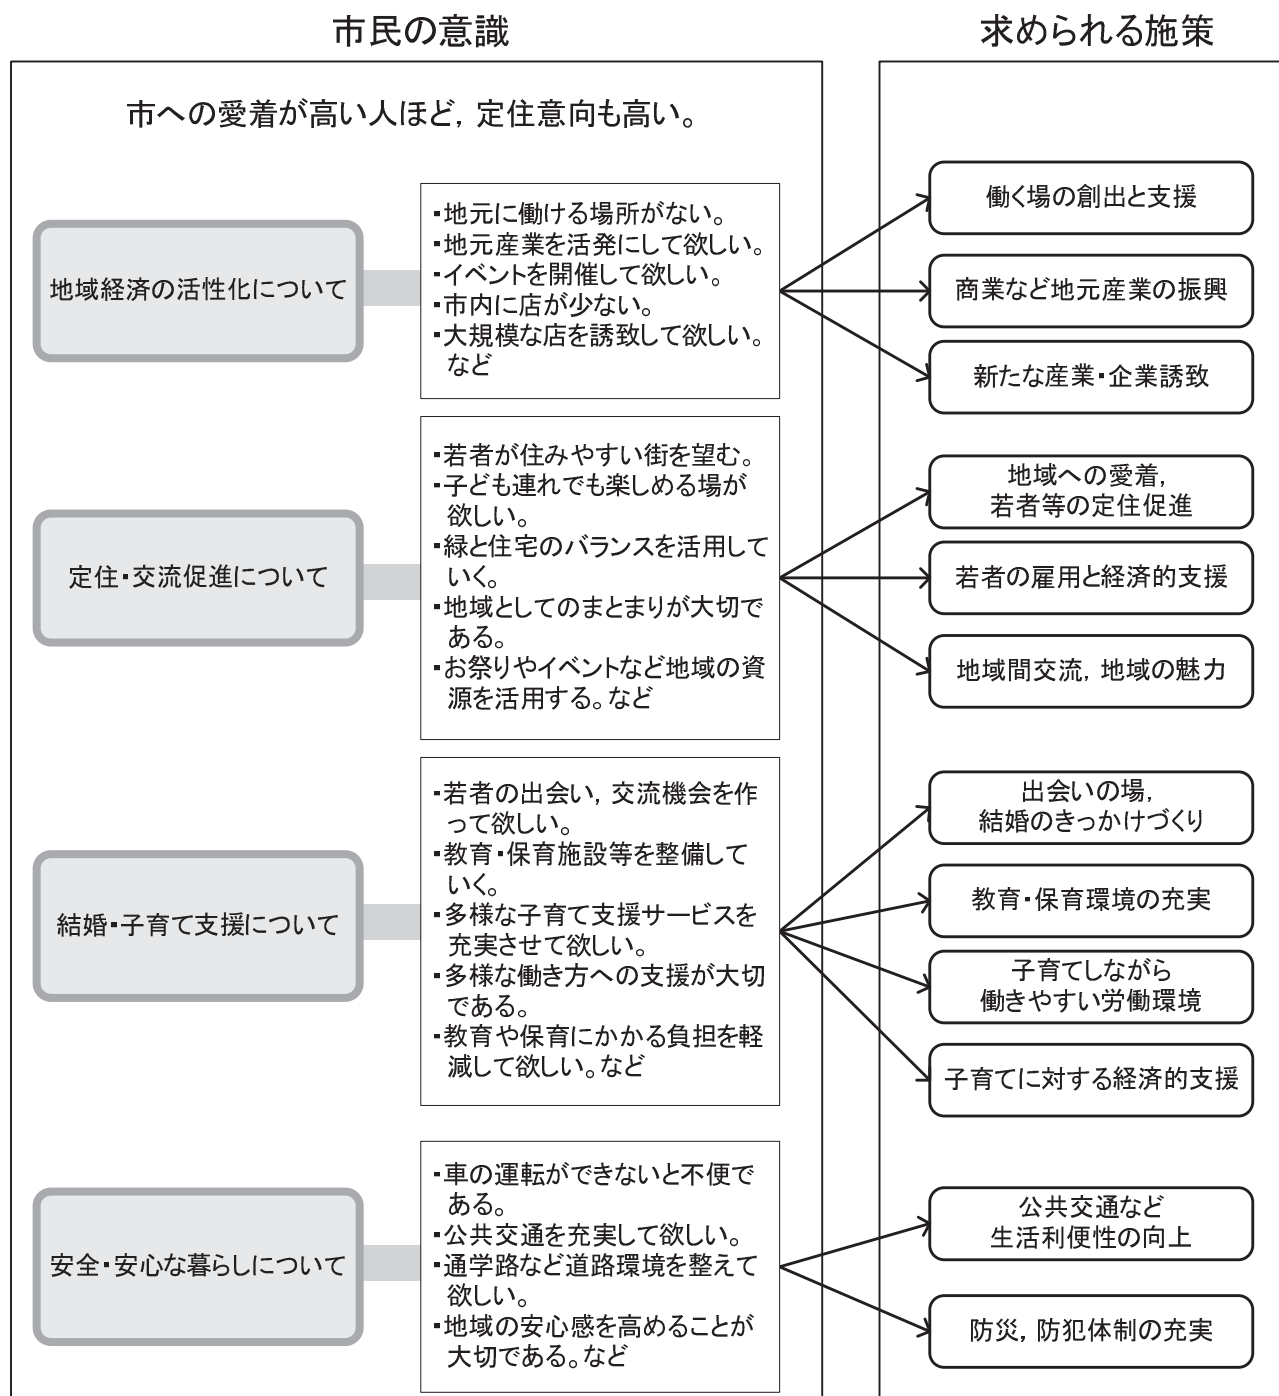 市民の意識
求められる施策
市への愛着が高い人ほど，定住意向も高い。
地域経済の活性化について
・地元に働ける場所がない。
・地元産業を活発にして欲しい。
・イベントを開催して欲しい。
・市内に店が少ない。
・大規模な店を誘致して欲しい。
など
働く場の創出と支援
商業など地元産業の振興
新たな産業・企業誘致
定住・交流促進について
・若者が住みやすい街を望む。
・子ども連れでも楽しめる場が
欲しい。
・緑と住宅のバランスを活用して
いく。
・地域としてのまとまりが大切で
ある。
・お祭りやイベントなど地域の資
源を活用する。など
地域への愛着，
若者等の定住促進
若者の雇用と経済的支援
地域間交流，地域の魅力
結婚・子育て支援について
・若者の出会い，交流機会を作
って欲しい。
・教育・保育施設等を整備して
いく。
・多様な子育て支援サービスを
充実させて欲しい。
・多様な働き方への支援が大切
である。
・教育や保育にかかる負担を軽
減して欲しい。など
出会いの場，
結婚のきっかけづくり
教育・保育環境の充実
子育てしながら
働きやすい労働環境
子育てに対する経済的支援
安全・安心な暮らしについて
・車の運転ができないと不便で
ある。
・公共交通を充実して欲しい。
・通学路など道路環境を整えて
欲しい。
・地域の安心感を高めることが
大切である。など
公共交通など
生活利便性の向上
防災，防犯体制の充実